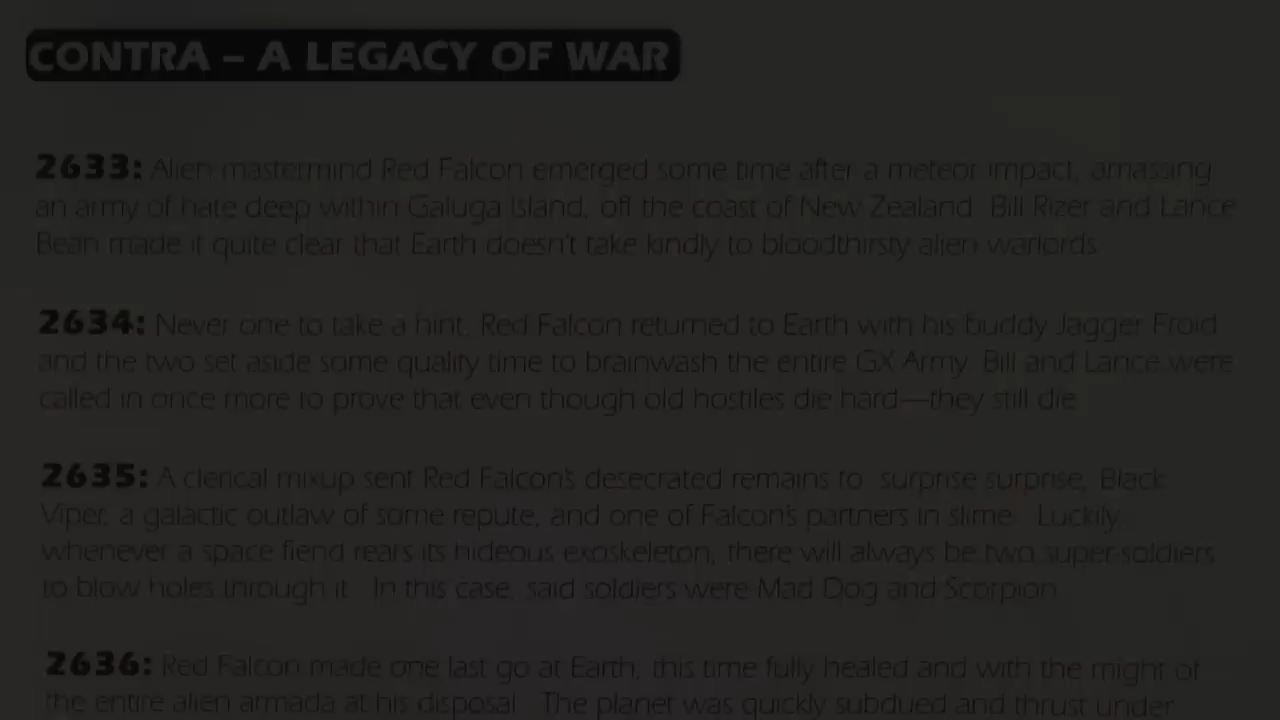 CONTRA – A LEGACY OF WAR
2633: Alien mastermind Red Falcon emerged some time after a meteor impact, amassing
an army of hate deep within Galuga Island, off the coast of New Zealand. Bill Rizer and Lance
Bean made it quite clear that Earth doesn't take kindly to bloodthirsty alien warlords.
2634: Never one to take a hint, Red Falcon returned to Earth with his buddy Jagger Froid
and the two set aside some quality time to brainwash the entire GX Army. Bill and Lance were
called in once more to prove that even though old hostiles die hard—they still die.
2635: A clerical mixup sent Red Falcon's desecrated remains to, surprise surprise, Black
Viper, a galactic outlaw of some repute, and one of Falcon's partners in slime. Luckily,
whenever a space fiend rears its hideous exoskeleton, there will always be two super-soldiers
to blow holes through it. In this case, said soldiers were Mad Dog and Scorpion.
2636: Red Falcon made one last go at Earth, this time fully healed and with the might of
the entire alien armada at his disposal. The planet was quickly subdued and thrust under